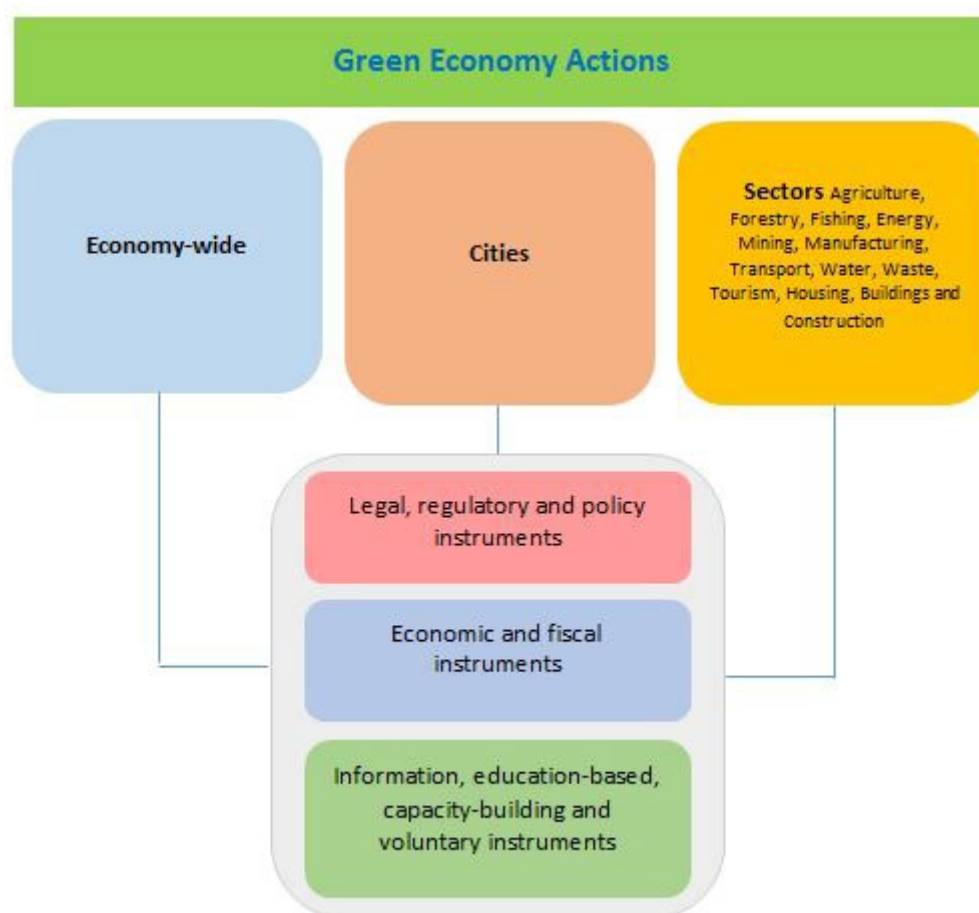 Green Economy Actions
Economy-wide
Cities
Sectors Agriculture,
Forestry, Fishing, Energy,
Mining, Manufacturing,
Transport, Water, Waste,
Tourism, Housing, Buildings and
Construction
Legal, regulatory and policy
instruments
Economic and fiscal
instruments
Information, education-based,
capacity-building and
voluntary instruments